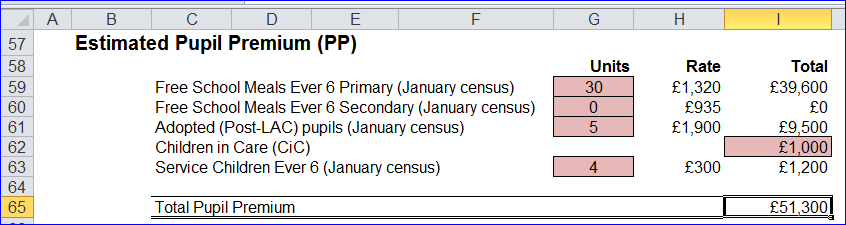 A B C D E F G H I
57 Estimated Pupil Premium (PP)
58 Units Rate Total
59 Free School Meals Ever 6 Primary (January census) 30 £1,320 £39,600
60 Free School Meals Ever 6 Secondary (January census) 0 £935 £0
61 Adopted (Post-LAC) pupils (January census) 5 £1,900 £9,500
62 Children in Care (CiC) £1,000
63 Service Children Ever 6 (January census) 4 £300 £1,200
64
65 Total Pupil Premium £51,300